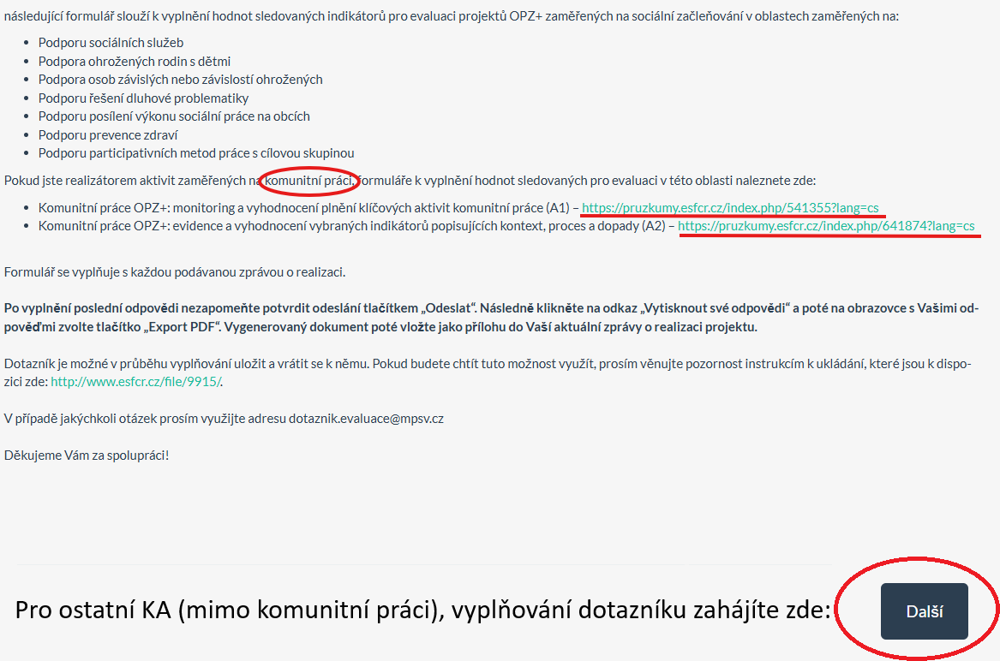 následující formulář slouží k vyplnění hodnot sledovaných indikátorů pro evaluaci projektů OPZ+ zaměřených na sociální začleňování v oblastech zaměřených na:
• Podporu sociálních služeb
• Podpora ohrožených rodin s dětmi
• Podpora osob závislých nebo závislostí ohrožených
• Podporu řešení dluhové problematiky
• Podporu posílení výkonu sociální práce na obcích
• Podporu prevence zdraví
• Podporu participativních metod práce s cílovou skupinou
Pokud jste realizátorem aktivit zaměřených na komunitní práci, formuláře k vyplnění hodnot sledovaných pro evaluaci v této oblasti naleznete zde:
• Komunitní práce OPZ+: monitoring a vyhodnocení plnění klíčových aktivit komunitní práce (A1) – https://pruzkumy.esfcr.cz/index.php/541355?lang=cs
• Komunitní práce OPZ+: evidence a vyhodnocení vybraných indikátorů popisujících kontext, proces a dopady (A2) – https://pruzkumy.esfcr.cz/index.php/641874?lang=cs
Formulář se vyplňuje s každou podávanou zprávou o realizaci.
Po vyplnění poslední odpovědi nezapomeňte potvrdit odeslání tlačítkem „Odeslat“. Následně klikněte na odkaz „Vytisknout své odpovědi“ a poté na obrazovce s Vašimi od-
pověďmi zvolte tlačítko „Export PDF“. Vygenerovaný dokument poté vložte jako přílohu do Vaší aktuální zprávy o realizaci projektu.
Dotazník je možné v průběhu vyplňování uložit a vrátit se k němu. Pokud budete chtít tuto možnost využít, prosím věnujte pozornost instrukcím k ukládání, které jsou k dispo-
zici zde: http://www.esfcr.cz/file/9915/.
V případě jakýchkoli otázek prosím využijte adresu dotaznik.evaluace@mpsv.cz
Děkujeme Vám za spolupráci!
Pro ostatní KA (mimo komunitní práci), vyplňování dotazníku zahájíte zde:
Další